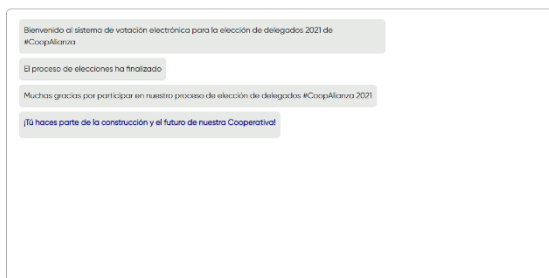 Bienvenido al sistema de votación electrónica para la elección de delegados 2021 de
#CoopAlianza
El proceso de elecciones ha finalizado
Muchas gracias por participar en nuestro proceso de elección de delegados #CoopAlianza 2021
¡Tú haces parte de la construcción y el futuro de nuestra Cooperativa!